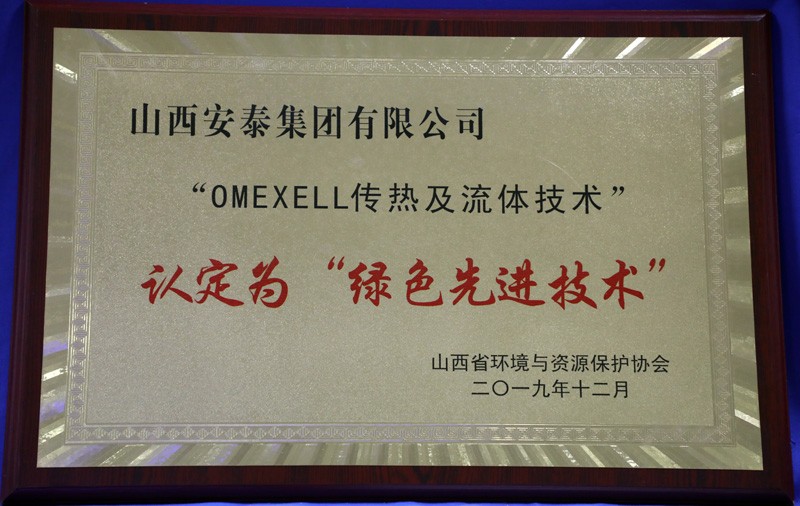 山西安泰集团有限公司
“OMEXELL传热及流体技术”
认定为“绿色先进技术”
山西省环境与资源保护协会
二〇一九年十二月